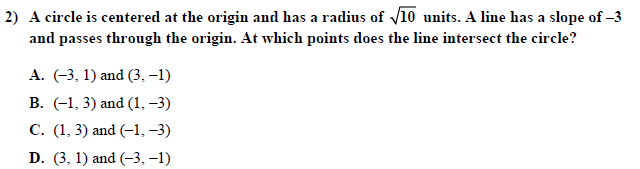 2) A circle is centered at the origin and has a radius of √10 units. A line has a slope of –3
and passes through the origin. At which points does the line intersect the circle?
A. (–3, 1) and (3, –1)
B. (–1, 3) and (1, –3)
C. (1, 3) and (–1, –3)
D. (3, 1) and (–3, –1)